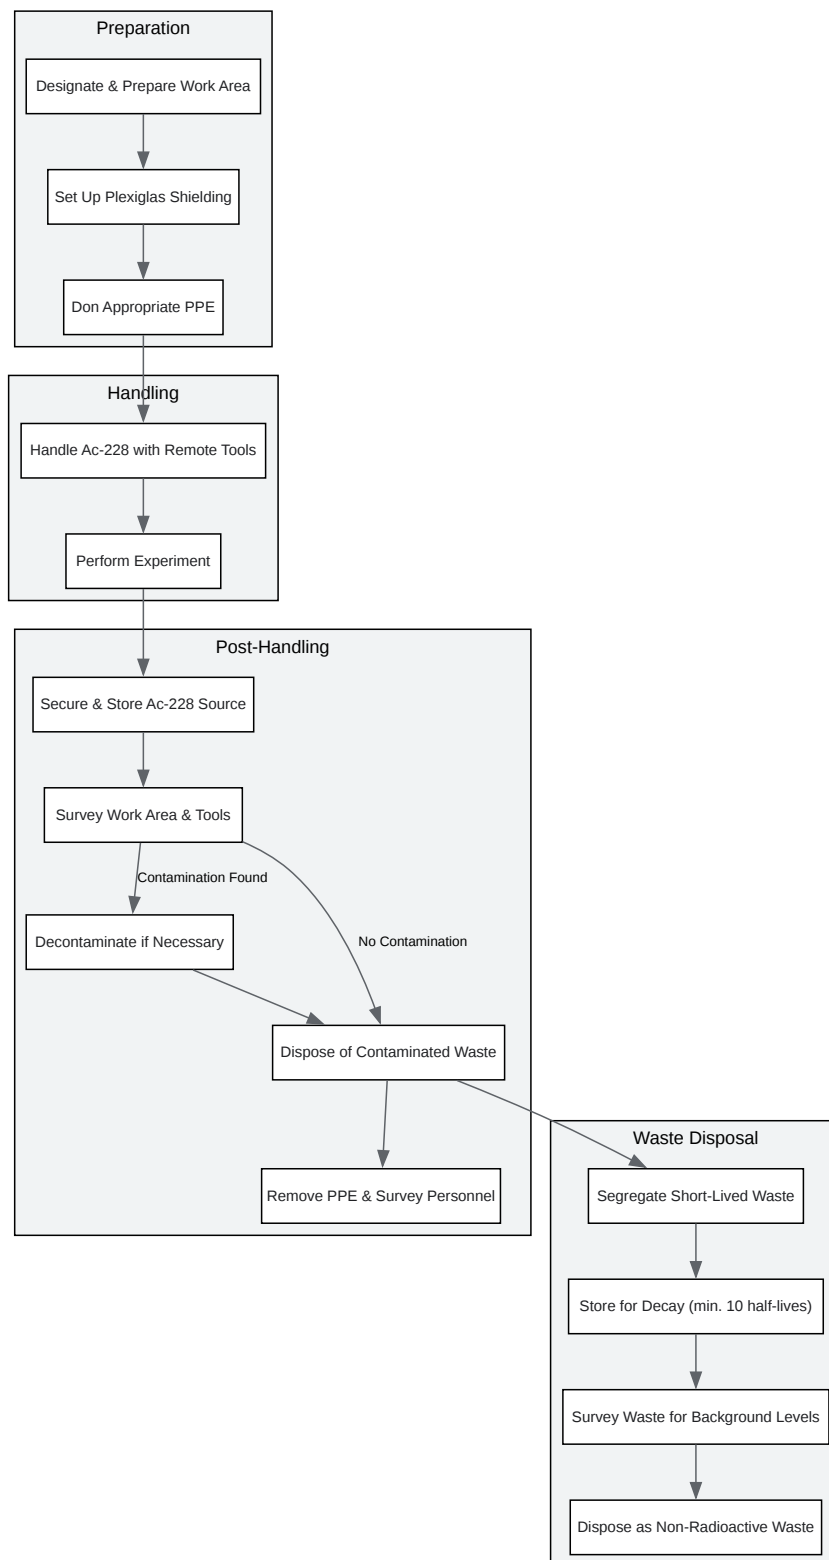 Preparation
Designate & Prepare Work Area
Set Up Plexiglas Shielding
Don Appropriate PPE
Handling
Handle Ac-228 with Remote Tools
Perform Experiment
Post-Handling
Secure & Store Ac-228 Source
Survey Work Area & Tools
Contamination Found
Decontaminate if Necessary
No Contamination
Dispose of Contaminated Waste
Remove PPE & Survey Personnel
Waste Disposal
Segregate Short-Lived Waste
Store for Decay (min. 10 half-lives)
Survey Waste for Background Levels
Dispose as Non-Radioactive Waste